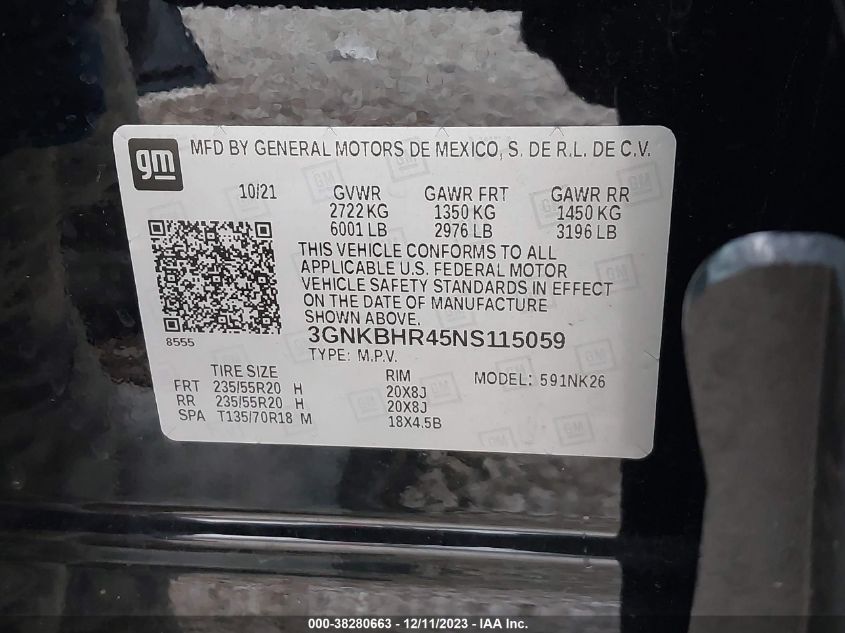 gm MFD BY GENERAL MOTORS DE MEXICO, S. DE R.L. DE C.V.
10/21 GVWR GAWR FRT GAWR RR
2722 KG 1350 KG 1450 KG
6001 LB 2976 LB 3196 LB
THIS VEHICLE CONFORMS TO ALL
APPLICABLE U.S. FEDERAL MOTOR
VEHICLE SAFETY STANDARDS IN EFFECT
ON THE DATE OF MANUFACTURE
SHOWN ABOVE.
8555
3GNKBHR45NS115059
TYPE: M.P.V.
TIRE SIZE RIM MODEL: 591NK26
FRT 235/55R20 H 20X8J
RR 235/55R20 H 20X8J
SPA T135/70R18 M 18X4.5B
000-38280663 - 12/11/2023 - IAA Inc.